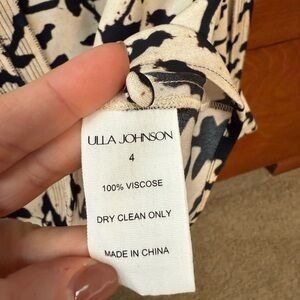 ULLA JOHNSON
4
100% VISCOSE
DRY CLEAN ONLY
MADE IN CHINA